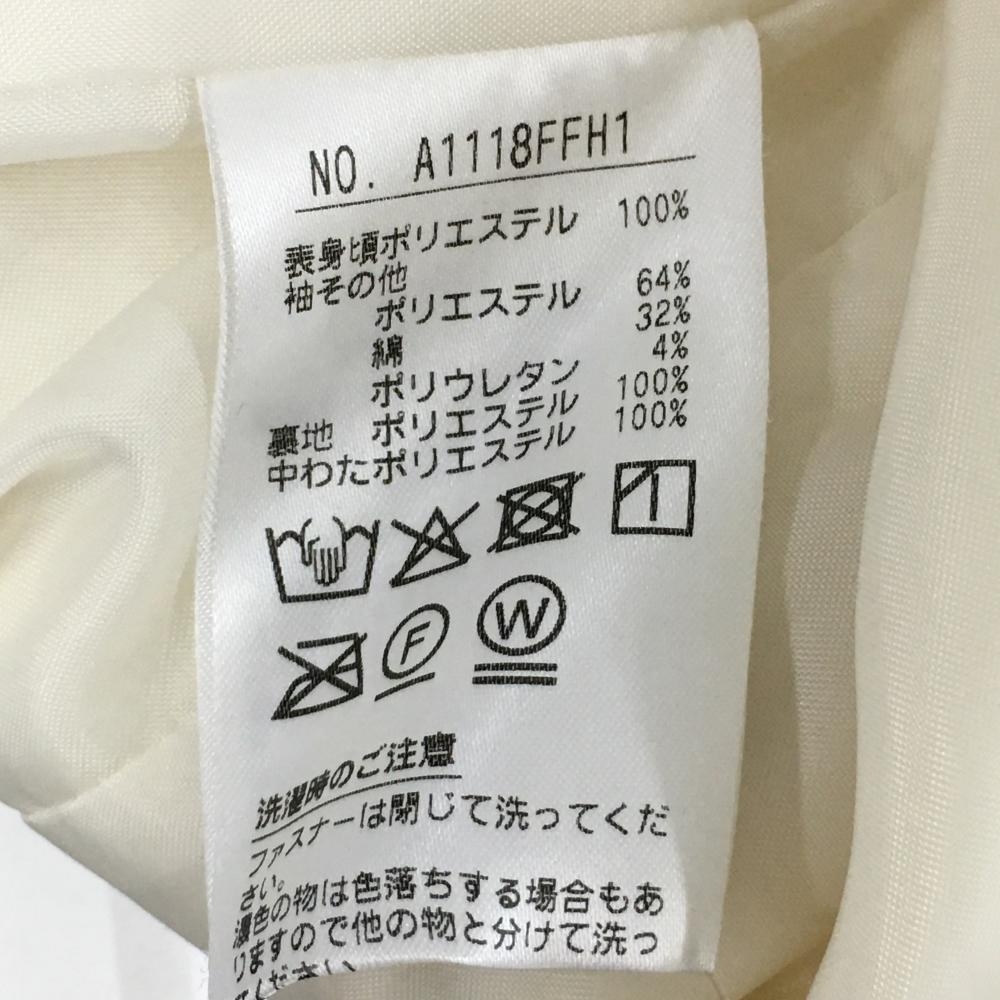 NO. A1118FFH1
表身頃ポリエステル 100%
袖その他
ポリエステル 64%
綿 32%
ポリウレタン 4%
裏地 ポリエステル 100%
中わたポリエステル 100%
F W
洗濯時のご注意
ファスナーは閉じて洗ってくだ
さい。
濃色の物は色落ちする場合もあ
りますので他の物と分けて洗っ
てください